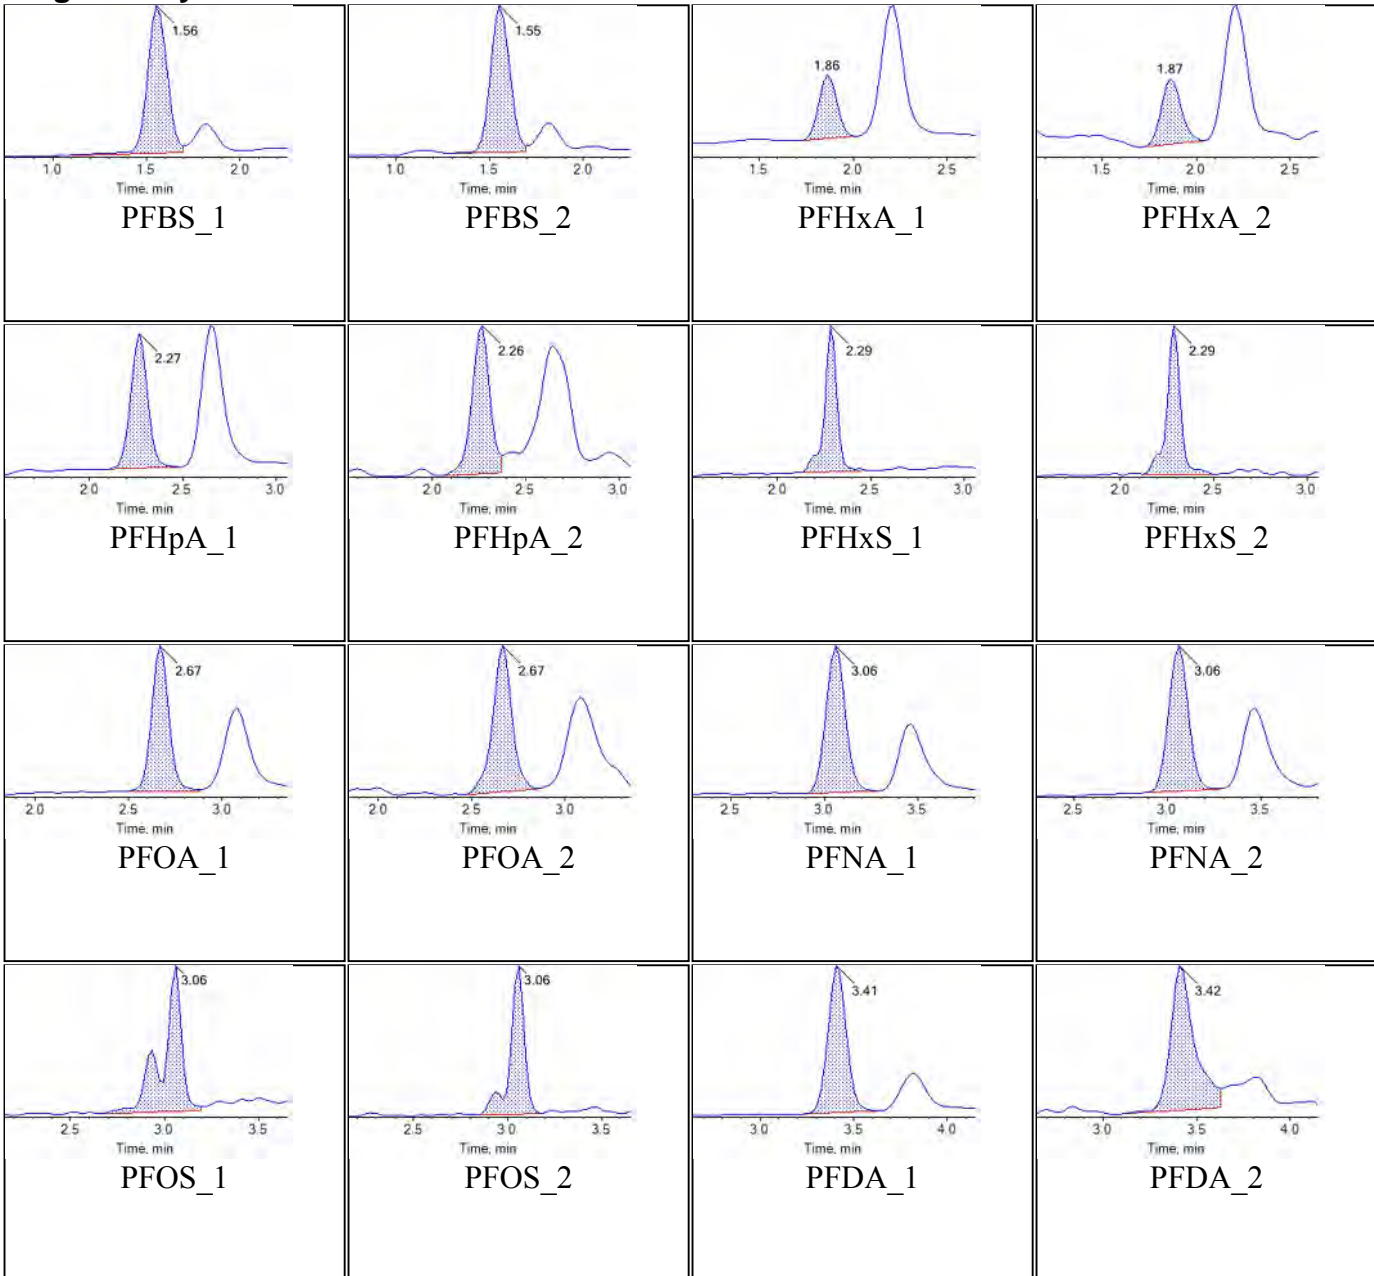 1.56
1.0 1.5 2.0
Time, min
PFBS_1
1.55
1.0 1.5 2.0
Time, min
PFBS_2
1.86
1.5 2.0 2.5
Time, min
PFHxA_1
1.87
1.5 2.0 2.5
Time, min
PFHxA_2
2.27
2.0 2.5 3.0
Time, min
PFHpA_1
2.26
2.0 2.5 3.0
Time, min
PFHpA_2
2.29
2.0 2.5 3.0
Time, min
PFHxS_1
2.29
2.0 2.5 3.0
Time, min
PFHxS_2
2.67
2.0 3.0
Time, min
PFOA_1
2.67
2.0 3.0
Time, min
PFOA_2
3.06
2.5 3.0 3.5
Time, min
PFNA_1
3.06
2.5 3.0 3.5
Time, min
PFNA_2
3.06
2.5 3.0 3.5
Time, min
PFOS_1
3.06
2.5 3.0 3.5
Time, min
PFOS_2
3.41
3.0 3.5 4.0
Time, min
PFDA_1
3.42
3.0 3.5 4.0
Time, min
PFDA_2